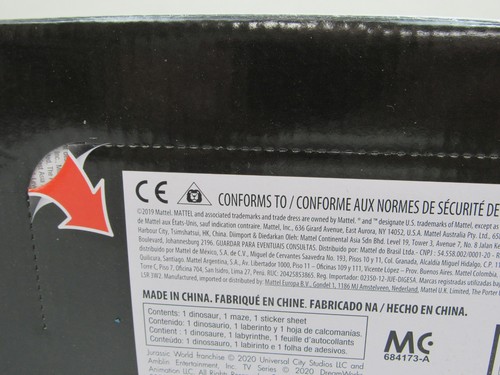 CE CONFORMS TO / CONFORME AUX NORMES DE SÉCURITÉ DE
©2019 Mattel. MATTEL and associated trademarks and trade dress are owned by Mattel. ® and ™ designate U.S. trademarks of Mattel, except as
de Mattel aux États-Unis, sauf indication contraire. Mattel, Inc., 636 Girard Avenue, East Aurora, NY 14052, U.S.A. Mattel Australia Pty. Ltd.
Harbour City, Tsimshatsui, HK, China. Diimport & Diedarkan Oleh: Mattel Continental Asia Sdn Bhd. Level 19, Tower 3, Avenue 7, No. 8 Jalan
Boulevard, Johannesburg 2196. GUARDAR PARA EVENTUAIS CONSULTAS. Distribuido por: Mattel do Brasil Ltda.- CNPJ : 54.558.002/0001-20
distribuido por Mattel de México, S.A. de C.V., Miguel de Cervantes Saavedra No. 193, Pisos 10 y 11, Col. Granada, Alcaldía Miguel Hidalgo, C.P.
Quilicura, Santiago. Mattel Argentina, S.A., Av. Libertador 1000, Piso 11 - Oficinas 109 y 111, Vicente López - Prov. Buenos Aires. Mattel Colombia,
Torre C, Piso 7, Oficina 704, San Isidro, Lima 27, Perú. RUC: 20425853865. Reg. Importador: 02350-12-JUE-DIGESA. Marcas registradas utilizadas
LSR 3W2. Manufactured, imported or distributed by: Mattel Europa B.V., Gondel 1, 1186 MJ Amstelveen, Nederland. Mattel U.K. Limited, The Porter
MADE IN CHINA. FABRIQUÉ EN CHINE. FABRICADO NA / HECHO EN CHINA.
Contents: 1 dinosaur, 1 maze, 1 sticker sheet
Contenido: 1 dinosaurio, 1 laberinto y 1 hoja de calcomanías.
Contient : 1 dinosaure, 1 labyrinthe, 1 feuille d'autocollants
Conteúdo: 1 dinossauro, 1 labirinto e 1 folha de adesivos.
MC
684173-A
Jurassic World franchise © 2020 Universal City Studios LLC and
Amblin Entertainment, Inc. TV Series © 2020 DreamWorks